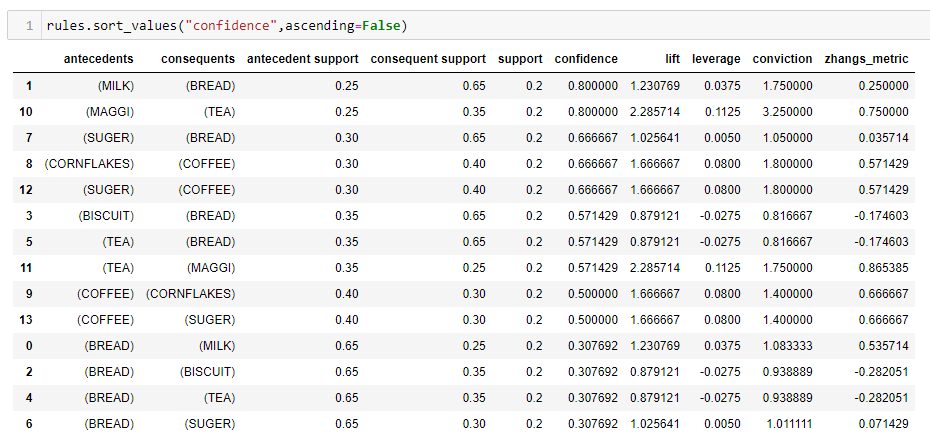 1 rules.sort_values("confidence",ascending=False)
antecedents consequents antecedent support consequent support support confidence lift leverage conviction zhangs_metric
1 (MILK) (BREAD) 0.25 0.65 0.2 0.800000 1.230769 0.0375 1.750000 0.250000
10 (MAGGI) (TEA) 0.25 0.35 0.2 0.800000 2.285714 0.1125 3.250000 0.750000
7 (SUGER) (BREAD) 0.30 0.65 0.2 0.666667 1.025641 0.0050 1.050000 0.035714
8 (CORNFLAKES) (COFFEE) 0.30 0.40 0.2 0.666667 1.666667 0.0800 1.800000 0.571429
12 (SUGER) (COFFEE) 0.30 0.40 0.2 0.666667 1.666667 0.0800 1.800000 0.571429
3 (BISCUIT) (BREAD) 0.35 0.65 0.2 0.571429 0.879121 -0.0275 0.816667 -0.174603
5 (TEA) (BREAD) 0.35 0.65 0.2 0.571429 0.879121 -0.0275 0.816667 -0.174603
11 (TEA) (MAGGI) 0.35 0.25 0.2 0.571429 2.285714 0.1125 1.750000 0.865385
9 (COFFEE) (CORNFLAKES) 0.40 0.30 0.2 0.500000 1.666667 0.0800 1.400000 0.666667
13 (COFFEE) (SUGER) 0.40 0.30 0.2 0.500000 1.666667 0.0800 1.400000 0.666667
0 (BREAD) (MILK) 0.65 0.25 0.2 0.307692 1.230769 0.0375 1.083333 0.535714
2 (BREAD) (BISCUIT) 0.65 0.35 0.2 0.307692 0.879121 -0.0275 0.938889 -0.282051
4 (BREAD) (TEA) 0.65 0.35 0.2 0.307692 0.879121 -0.0275 0.938889 -0.282051
6 (BREAD) (SUGER) 0.65 0.30 0.2 0.307692 1.025641 0.0050 1.011111 0.071429